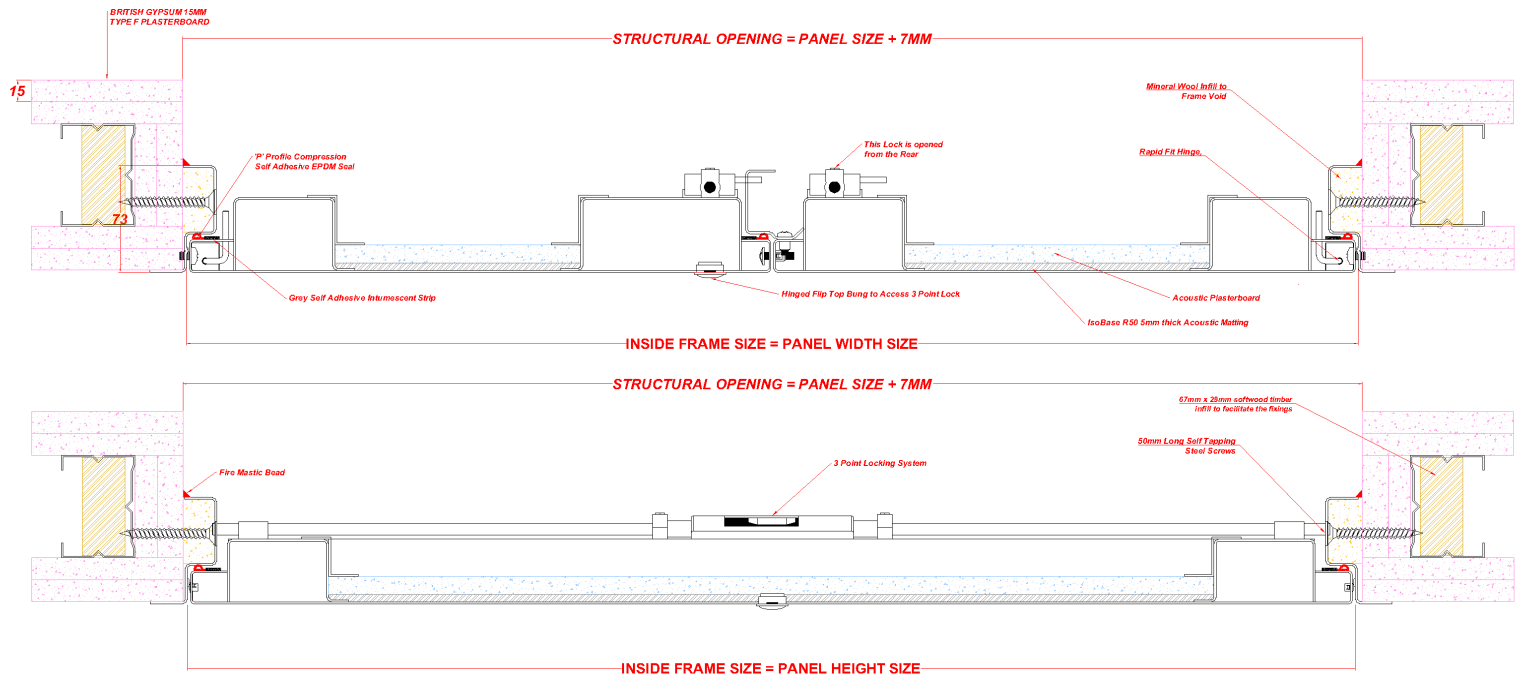 BRITISH GYPSUM 15MM
TYPE F PLASTERBOARD
STRUCTURAL OPENING = PANEL SIZE + 7MM
15
Mineral Wool Infill to
Frame Void
'P' Profile Compression
Self Adhesive EPDM Seal
This Lock is opened
from the Rear
Rapid Fit Hinge,
73
Grey Self Adhesive Intumescent Strip
Hinged Flip Top Bung to Access 3 Point Lock
Acoustic Plasterboard
IsoBase R50 5mm thick Acoustic Matting
INSIDE FRAME SIZE = PANEL WIDTH SIZE
STRUCTURAL OPENING = PANEL SIZE + 7MM
67mm x 28mm softwood timber
infill to facilitate the fixings
50mm Long Self Tapping
Steel Screws
Fire Mastic Bead
3 Point Locking System
INSIDE FRAME SIZE = PANEL HEIGHT SIZE